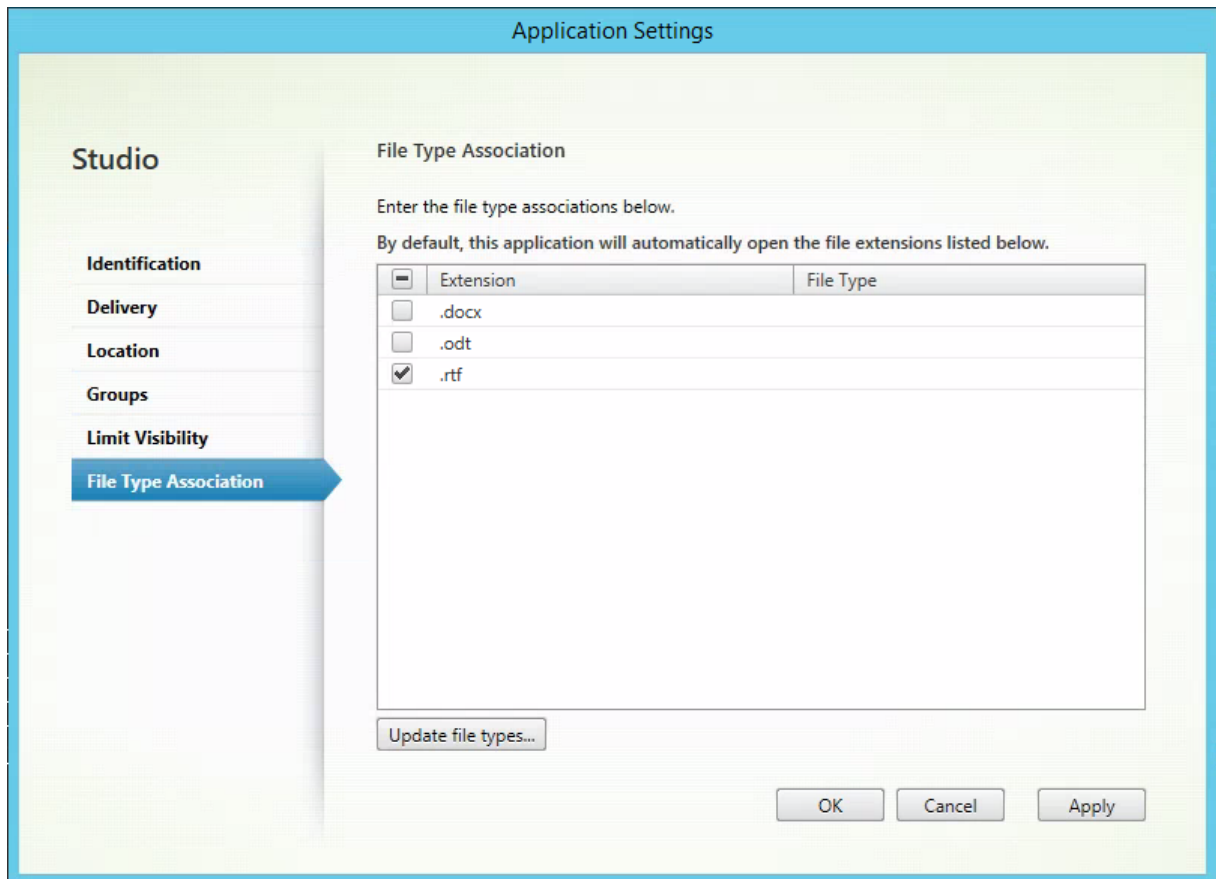 Application Settings
Studio
Identification
Delivery
Location
Groups
Limit Visibility
File Type Association
File Type Association
Enter the file type associations below.
By default, this application will automatically open the file extensions listed below.
Extension File Type
.docx
.odt
.rtf
Update file types...
OK Cancel Apply